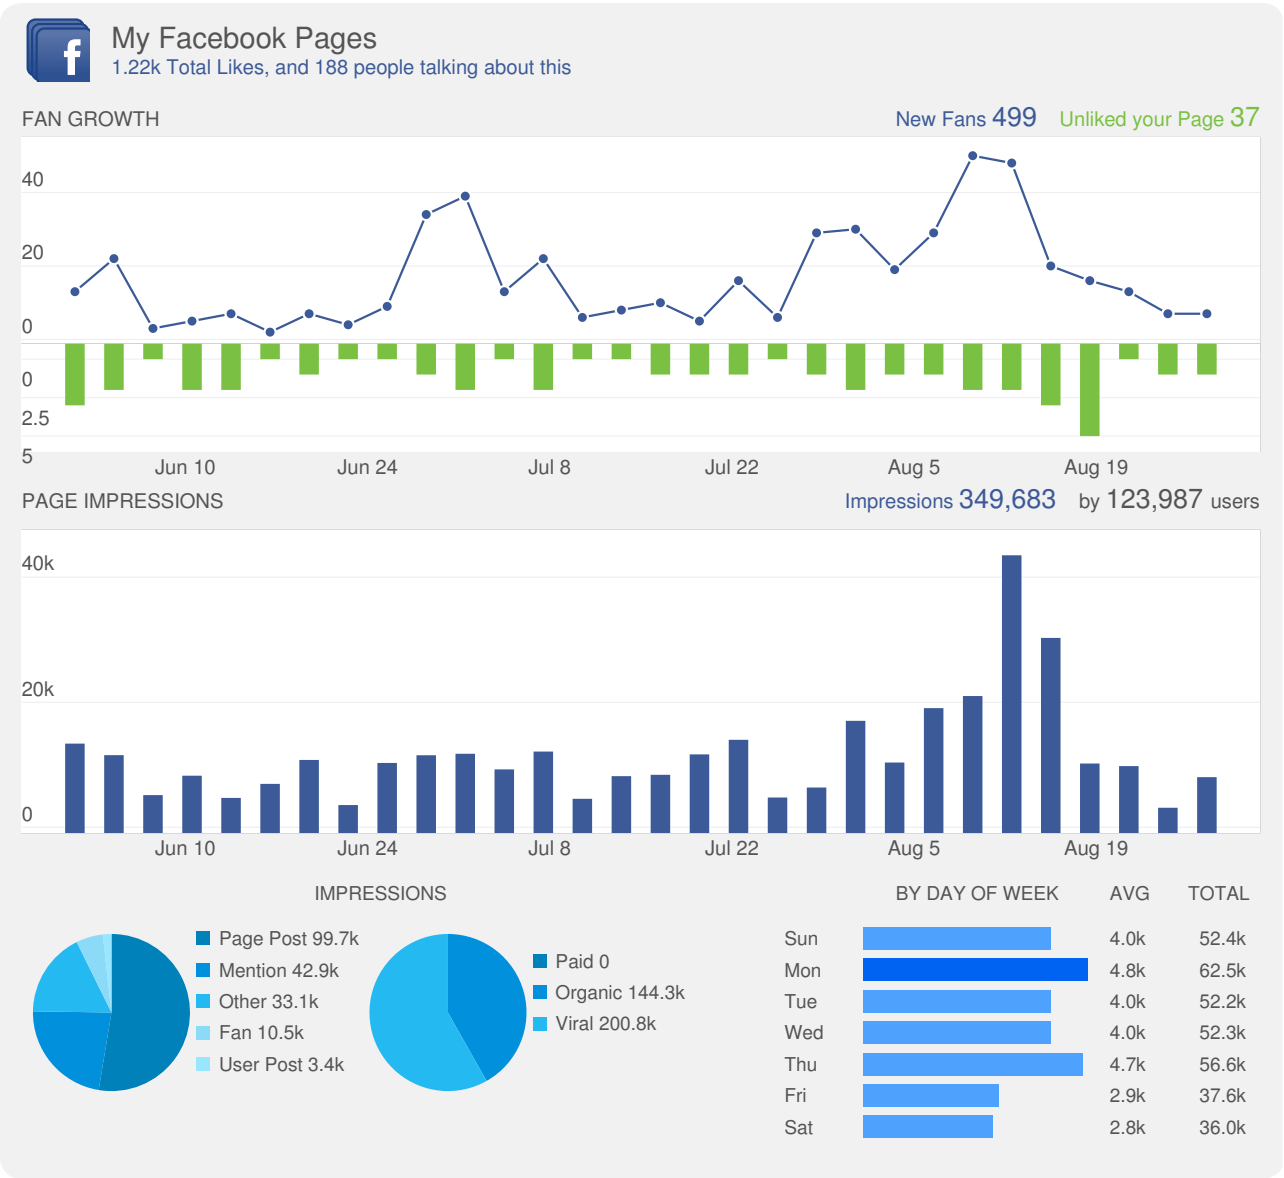 f
My Facebook Pages
1.22k Total Likes, and 188 people talking about this
FAN GROWTH New Fans 499 Unliked your Page 37
40
20
0
0
2.5
5
Jun 10 Jun 24 Jul 8 Jul 22 Aug 5 Aug 19
PAGE IMPRESSIONS Impressions 349,683 by 123,987 users
40k
20k
0
Jun 10 Jun 24 Jul 8 Jul 22 Aug 5 Aug 19
IMPRESSIONS
Page Post 99.7k
Mention 42.9k
Other 33.1k
Fan 10.5k
User Post 3.4k
Paid 0
Organic 144.3k
Viral 200.8k
BY DAY OF WEEK AVG TOTAL
Sun 4.0k 52.4k
Mon 4.8k 62.5k
Tue 4.0k 52.2k
Wed 4.0k 52.3k
Thu 4.7k 56.6k
Fri 2.9k 37.6k
Sat 2.8k 36.0k